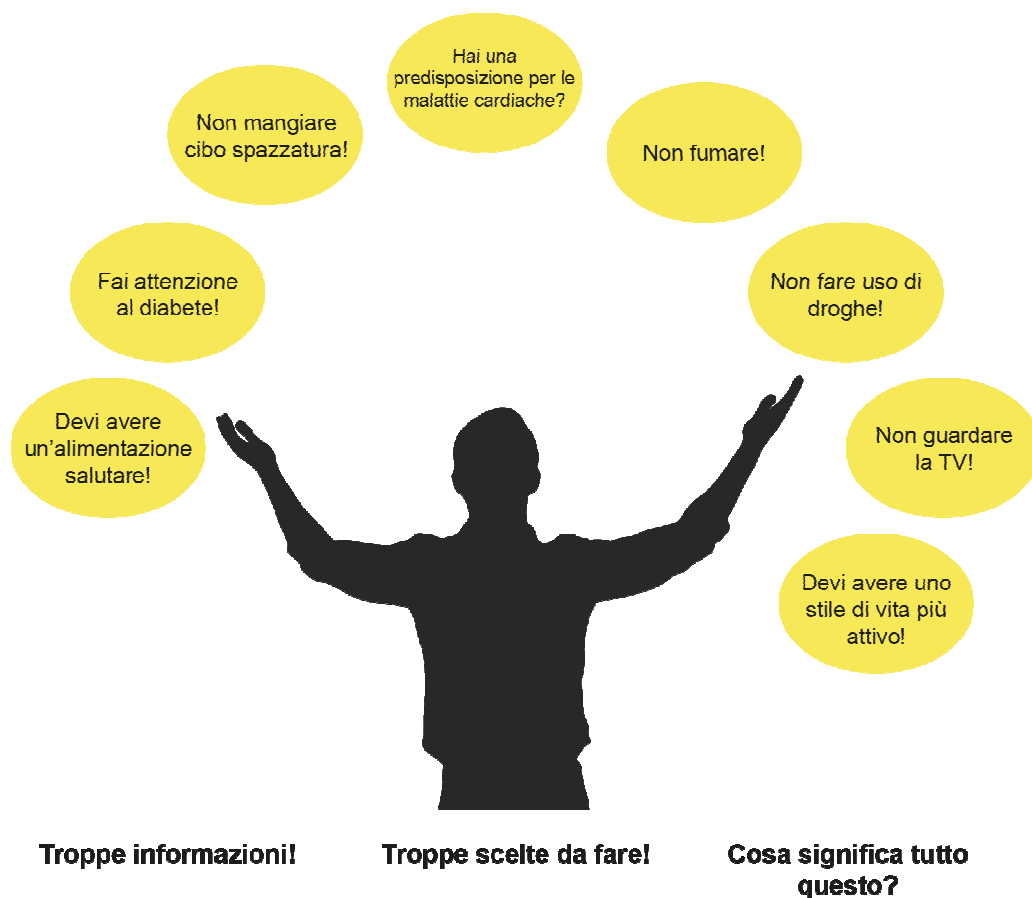 Hai una
predisposizione per le
malattie cardiache?
Non mangiare
cibo spazzatura!
Non fumare!
Fai attenzione
al diabete!
Non fare uso di
droghe!
Devi avere
un'alimentazione
salutare!
Non guardare
la TV!
Devi avere uno
stile di vita più
attivo!
Troppe informazioni!
Troppe scelte da fare!
Cosa significa tutto
questo?